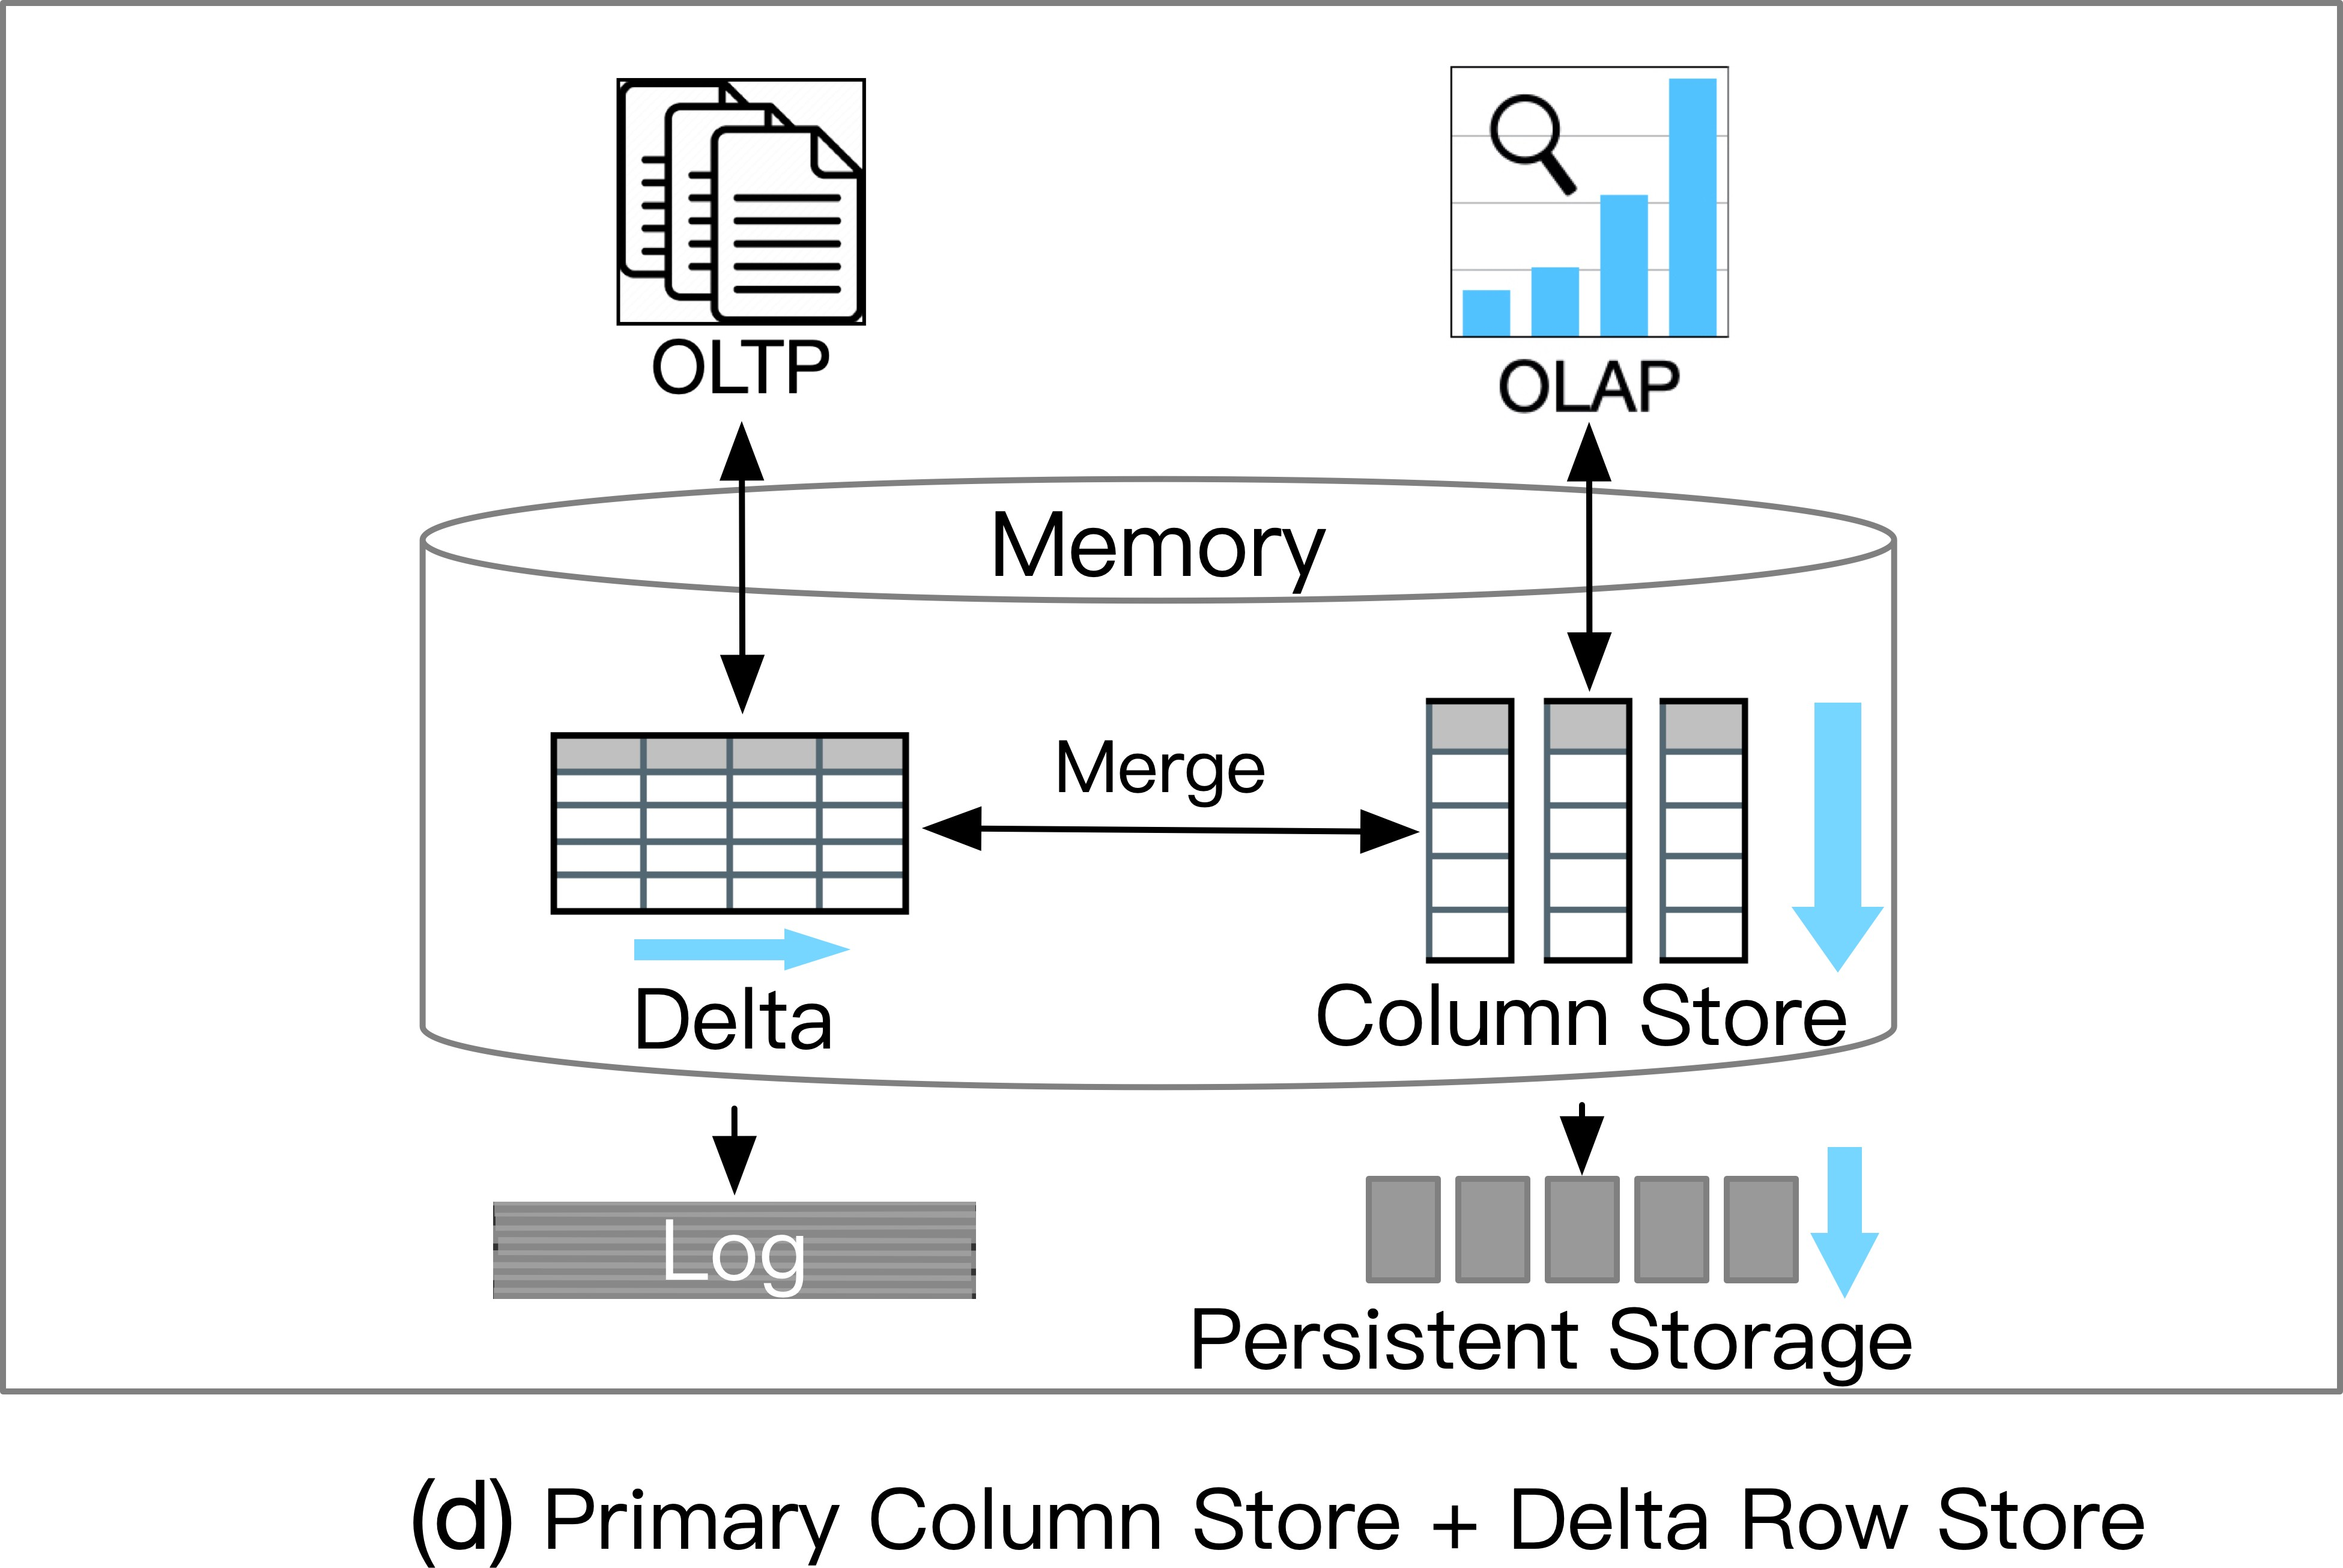 OLTP
OLAP
Memory
Merge
Delta
Column Store
Log
Persistent Storage
(d) Primary Column Store + Delta Row Store